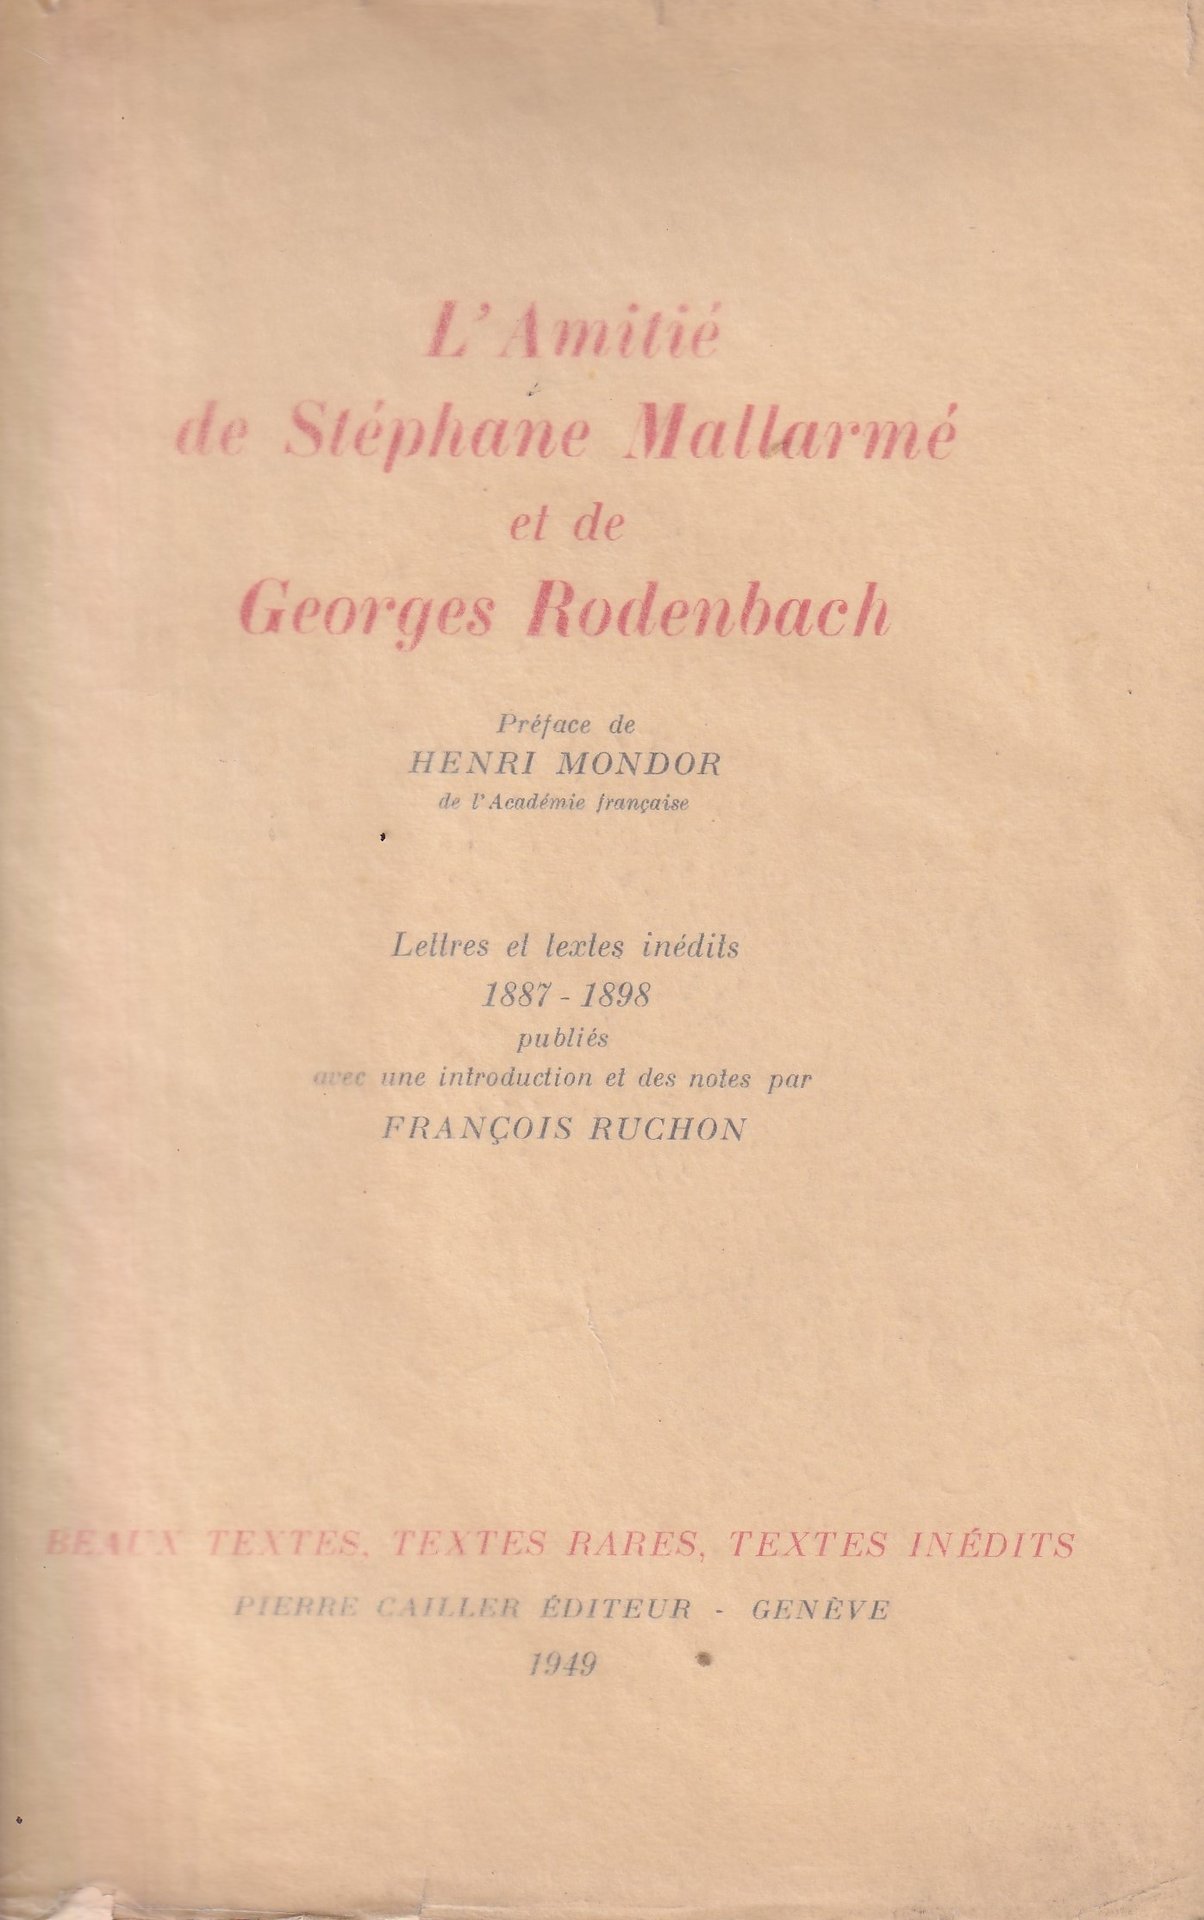 L'Amitié
de Stéphane Mallarmé
et de
Georges Rodenbach
Préface de
HENRI MONDOR
de l'Académie française
Lettres et textes inédits
1887 - 1898
publiés
avec une introduction et des notes par
FRANÇOIS RUCHON
BEAUX TEXTES, TEXTES RARES, TEXTES INÉDITS
PIERRE CAILLER ÉDITEUR - GENÈVE
1949